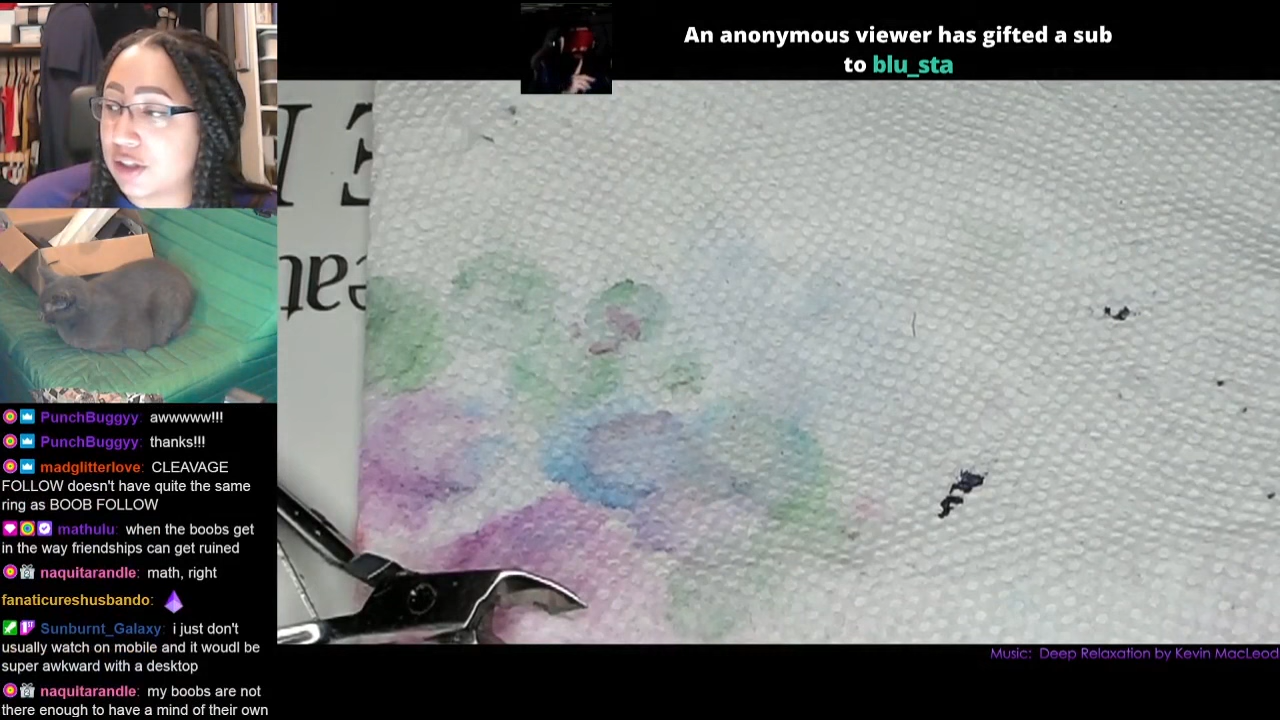 An anonymous viewer has gifted a sub
to blu_sta
PunchBuggyy: awwwww!!!
PunchBuggyy: thanks!!!
madglitterlove: CLEAVAGE
FOLLOW doesn't have quite the same
ring as BOOB FOLLOW
mathulu: when the boobs get
in the way friendships can get ruined
naquitarandle: math, right
fanaticureshusbando:
Sunburnt_Galaxy: i just don't
usually watch on mobile and it woudl be
super awkward with a desktop
naquitarandle: my boobs are not
there enough to have a mind of their own
Music: Deep Relaxation by Kevin MacLeod